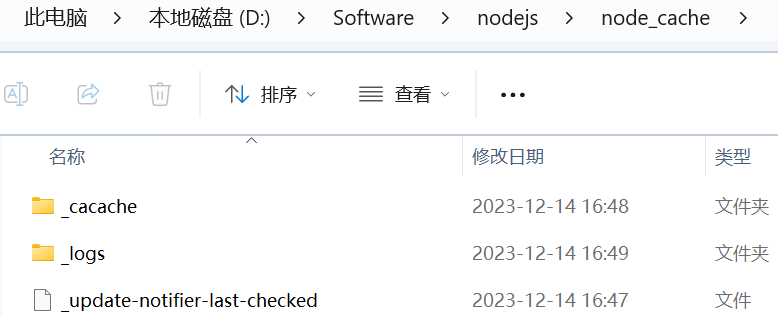 此电脑 > 本地磁盘 (D:) > Software > nodejs > node_cache >
排序 查看 ...
名称 修改日期 类型
_cacache 2023-12-14 16:48 文件夹
_logs 2023-12-14 16:49 文件夹
_update-notifier-last-checked 2023-12-14 16:47 文件